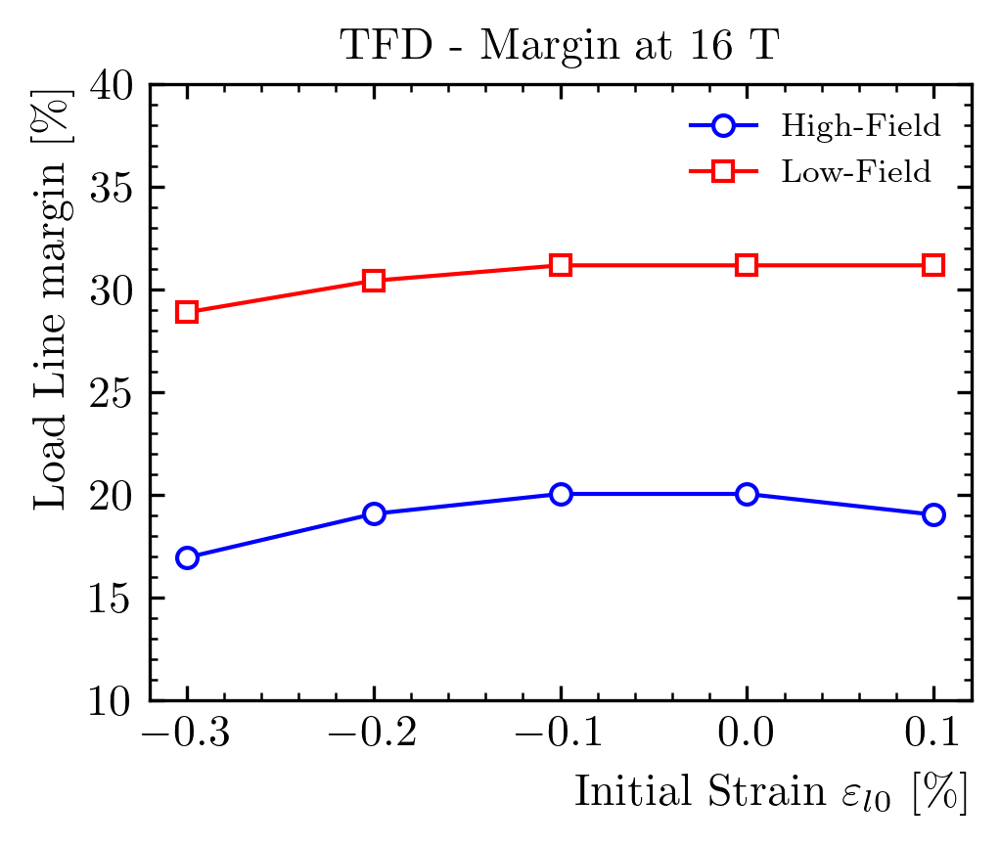 TFD - Margin at 16 T
Load Line margin [%]
40
35
30
25
20
15
10
High-Field
Low-Field
−0.3 −0.2 −0.1 0.0 0.1
Initial Strain εl0 [%]